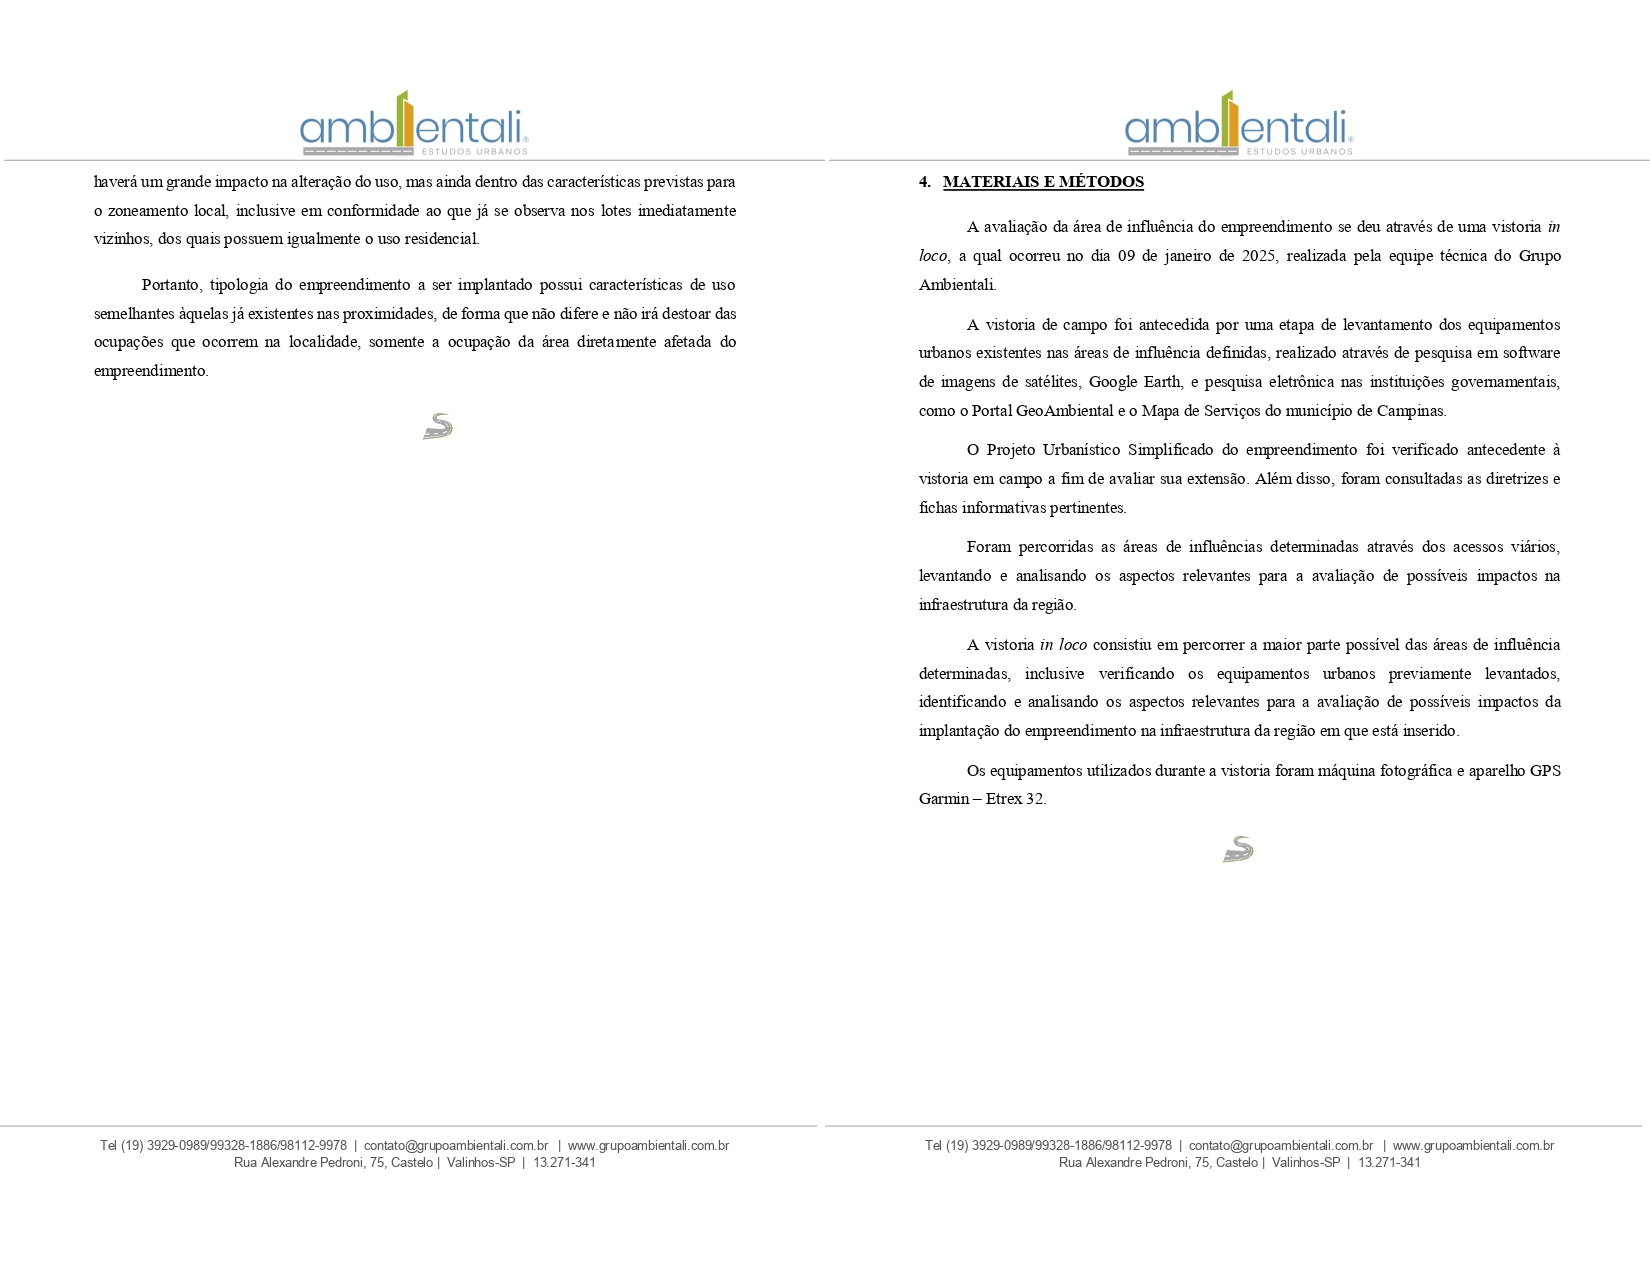 ambientali
ESTUDOS URBANOS
haverá um grande impacto na alteração do uso, mas ainda dentro das características previstas para
o zoneamento local, inclusive em conformidade ao que já se observa nos lotes imediatamente
vizinhos, dos quais possuem igualmente o uso residencial.
Portanto, tipologia do empreendimento a ser implantado possui características de uso
semelhantes àquelas já existentes nas proximidades, de forma que não difere e não irá destoar das
ocupações que ocorrem na localidade, somente a ocupação da área diretamente afetada do
empreendimento.
Tel (19) 3929-0989/99328-1886/98112-9978 | contato@grupoambientali.com.br | www.grupoambientali.com.br
Rua Alexandre Pedroni, 75, Castelo | Valinhos-SP | 13.271-341
ambientali
ESTUDOS URBANOS
4. MATERIAIS E MÉTODOS
A avaliação da área de influência do empreendimento se deu através de uma vistoria in
loco, a qual ocorreu no dia 09 de janeiro de 2025, realizada pela equipe técnica do Grupo
Ambientali.
A vistoria de campo foi antecedida por uma etapa de levantamento dos equipamentos
urbanos existentes nas áreas de influência definidas, realizado através de pesquisa em software
de imagens de satélites, Google Earth, e pesquisa eletrônica nas instituições governamentais,
como o Portal GeoAmbiental e o Mapa de Serviços do município de Campinas.
O Projeto Urbanístico Simplificado do empreendimento foi verificado antecedente à
vistoria em campo a fim de avaliar sua extensão. Além disso, foram consultadas as diretrizes e
fichas informativas pertinentes.
Foram percorridas as áreas de influências determinadas através dos acessos viários,
levantando e analisando os aspectos relevantes para a avaliação de possíveis impactos na
infraestrutura da região.
A vistoria in loco consistiu em percorrer a maior parte possível das áreas de influência
determinadas, inclusive verificando os equipamentos urbanos previamente levantados,
identificando e analisando os aspectos relevantes para a avaliação de possíveis impactos da
implantação do empreendimento na infraestrutura da região em que está inserido.
Os equipamentos utilizados durante a vistoria foram máquina fotográfica e aparelho GPS
Garmin – Etrex 32.
Tel (19) 3929-0989/99328-1886/98112-9978 | contato@grupoambientali.com.br | www.grupoambientali.com.br
Rua Alexandre Pedroni, 75, Castelo | Valinhos-SP | 13.271-341